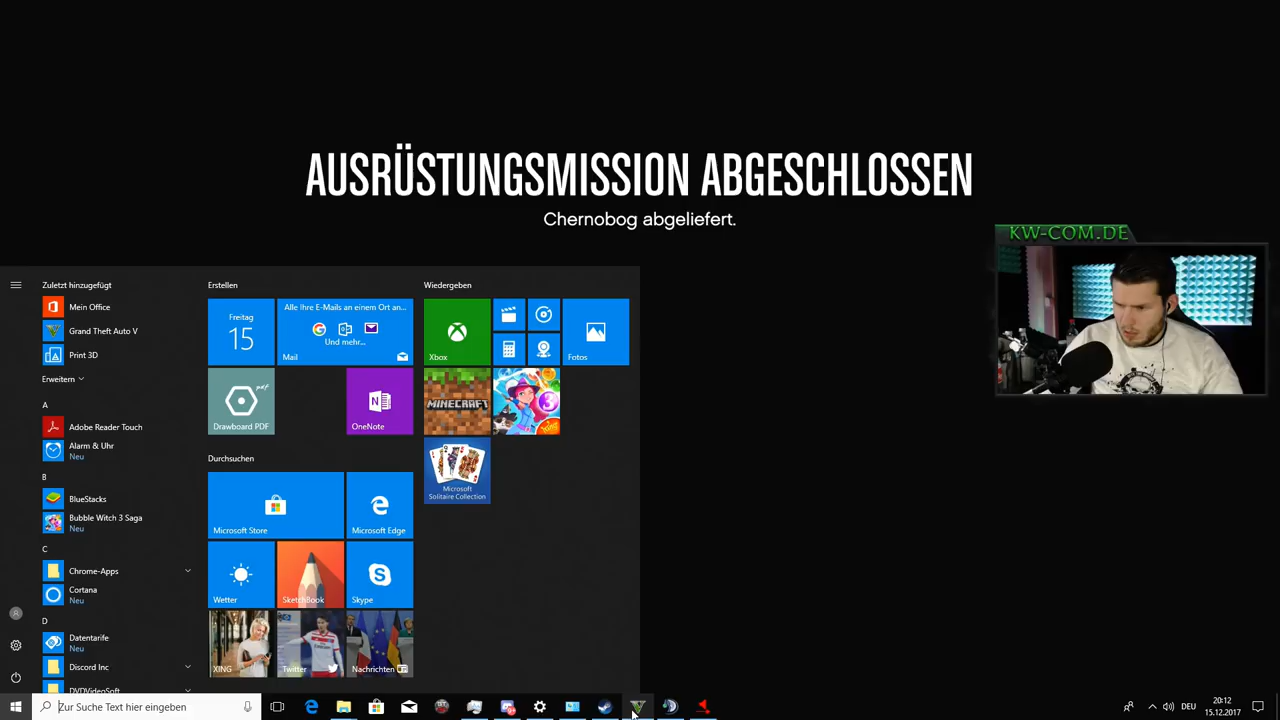 AUSRÜSTUNGSMISSION ABGESCHLOSSEN
Chernobog abgeliefert.
KW-COM.DE
Zuletzt hinzugefügt
Mein Office
Grand Theft Auto V
Print 3D
Erweitern
A
Adobe Reader Touch
Alarm & Uhr
Neu
B
BlueStacks
Bubble Witch 3 Saga
Neu
C
Chrome-Apps
Cortana
Neu
D
Datentarife
Neu
Discord Inc
DVDVideoSoft
Erstellen
Freitag
15
Alle Ihre E-Mails an einem Ort an...
Und mehr...
Mail
Drawboard PDF
OneNote
Durchsuchen
Microsoft Store
Microsoft Edge
Wetter
SketchBook
Skype
XING
Twitter
Nachrichten
Wiedergeben
Xbox
Fotos
MINECRAFT
3
King
Microsoft
Solitaire Collection
Zur Suche Text hier eingeben
DEU
20:12
15.12.2017